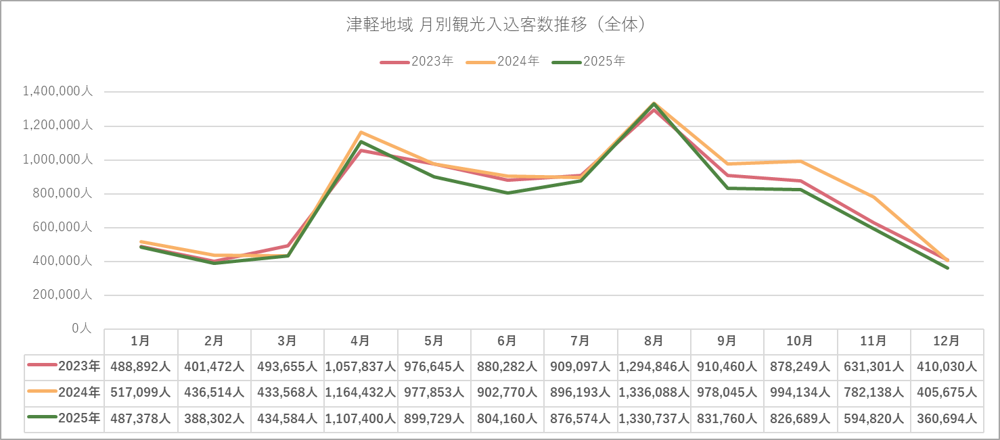 津軽地域 月別観光入込客数推移（全体）
2023年 2024年 2025年
1,400,000人
1,200,000人
1,000,000人
800,000人
600,000人
400,000人
200,000人
0人
1月 2月 3月 4月 5月 6月 7月 8月 9月 10月 11月 12月
2023年 488,892人 401,472人 493,655人 1,057,837人 976,645人 880,282人 909,097人 1,294,846人 910,460人 878,249人 631,301人 410,030人
2024年 517,099人 436,514人 433,568人 1,164,432人 977,853人 902,770人 896,193人 1,336,088人 978,045人 994,134人 782,138人 405,675人
2025年 487,378人 388,302人 434,584人 1,107,400人 899,729人 804,160人 876,574人 1,330,737人 831,760人 826,689人 594,820人 360,694人